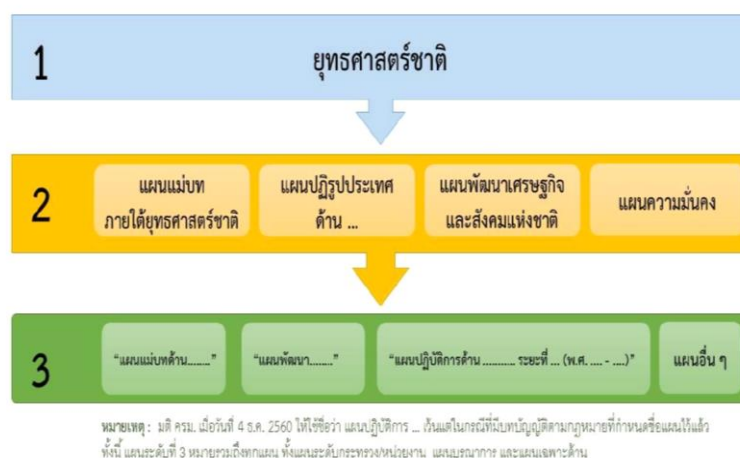 1
ยุทธศาสตร์ชาติ
2
แผนแม่บท
ภายใต้ยุทธศาสตร์ชาติ
แผนปฏิรูปประเทศ
ด้าน ...
แผนพัฒนาเศรษฐกิจ
และสังคมแห่งชาติ
แผนความมั่นคง
3
“แผนแม่บทด้าน........”
“แผนพัฒนา........”
“แผนปฏิบัติการด้าน ........... ระยะที่ ... (พ.ศ. .... - ....)”
แผนอื่น ๆ
หมายเหตุ : มติ ครม. เมื่อวันที่ 4 ธ.ค. 2560 ให้ใช้ชื่อว่า แผนปฏิบัติการ ... เว้นแต่ในกรณีที่มีบทบัญญัติตามกฎหมายที่กำหนดชื่อแผนไว้แล้ว
ทั้งนี้ แผนระดับที่ 3 หมายรวมถึงทุกแผน ทั้งแผนระดับกระทรวง/หน่วยงาน แผนบูรณาการ และแผนเฉพาะด้าน